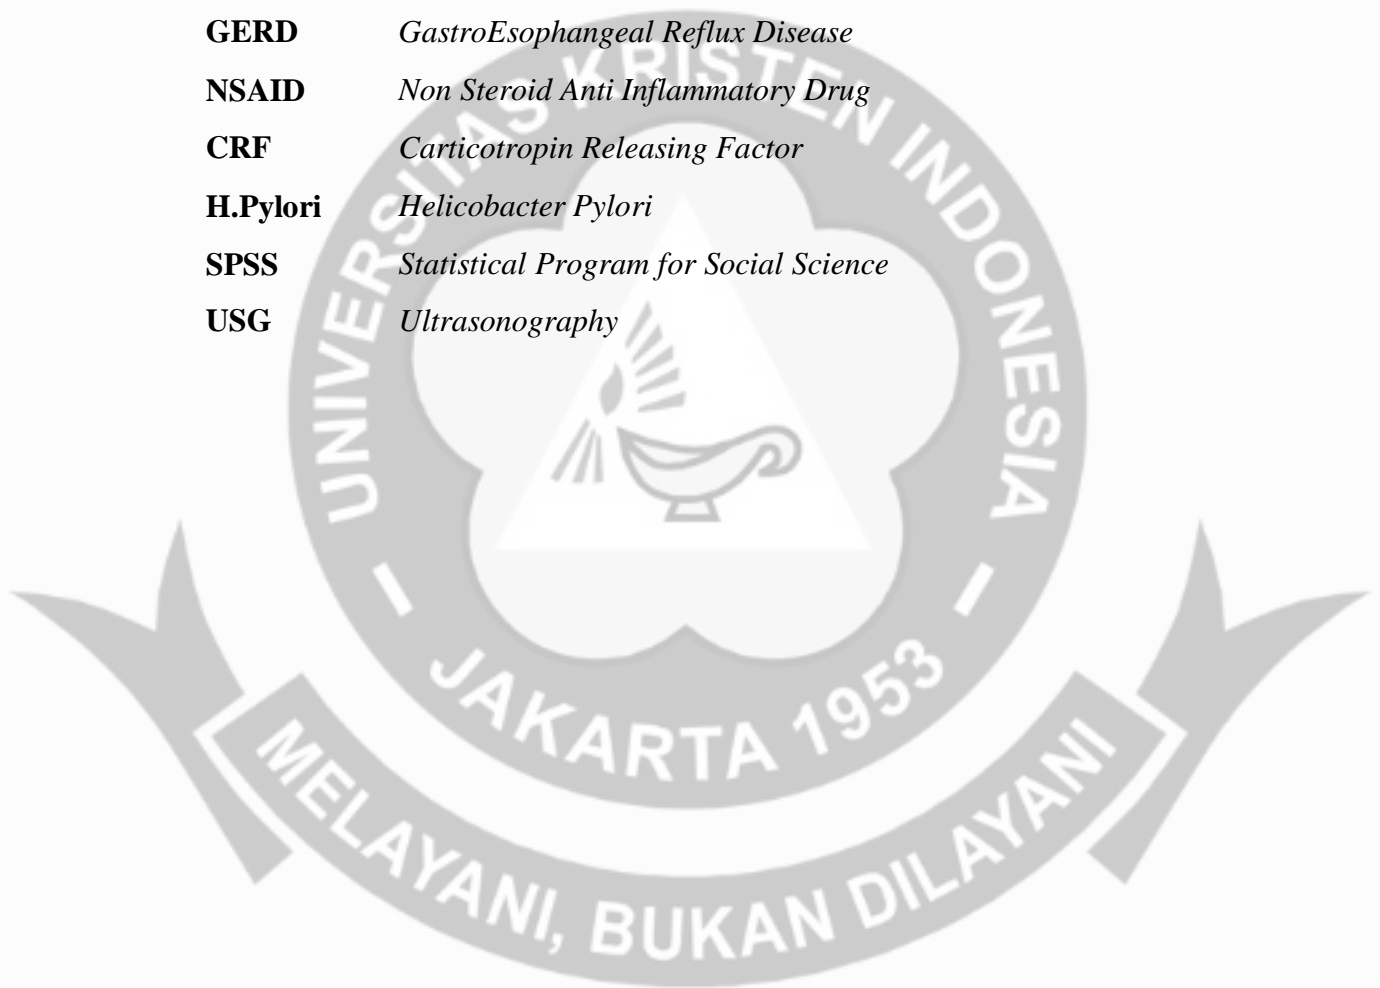 GERD GastroEsophangeal Reflux Disease
NSAID Non Steroid Anti Inflammatory Drug
CRF Carticotropin Releasing Factor
H.Pylori Helicobacter Pylori
SPSS Statistical Program for Social Science
USG Ultrasonography
UNIVERSITAS KRISTEN INDONESIA
JAKARTA 1953
MELAYANI, BUKAN DILAYANI